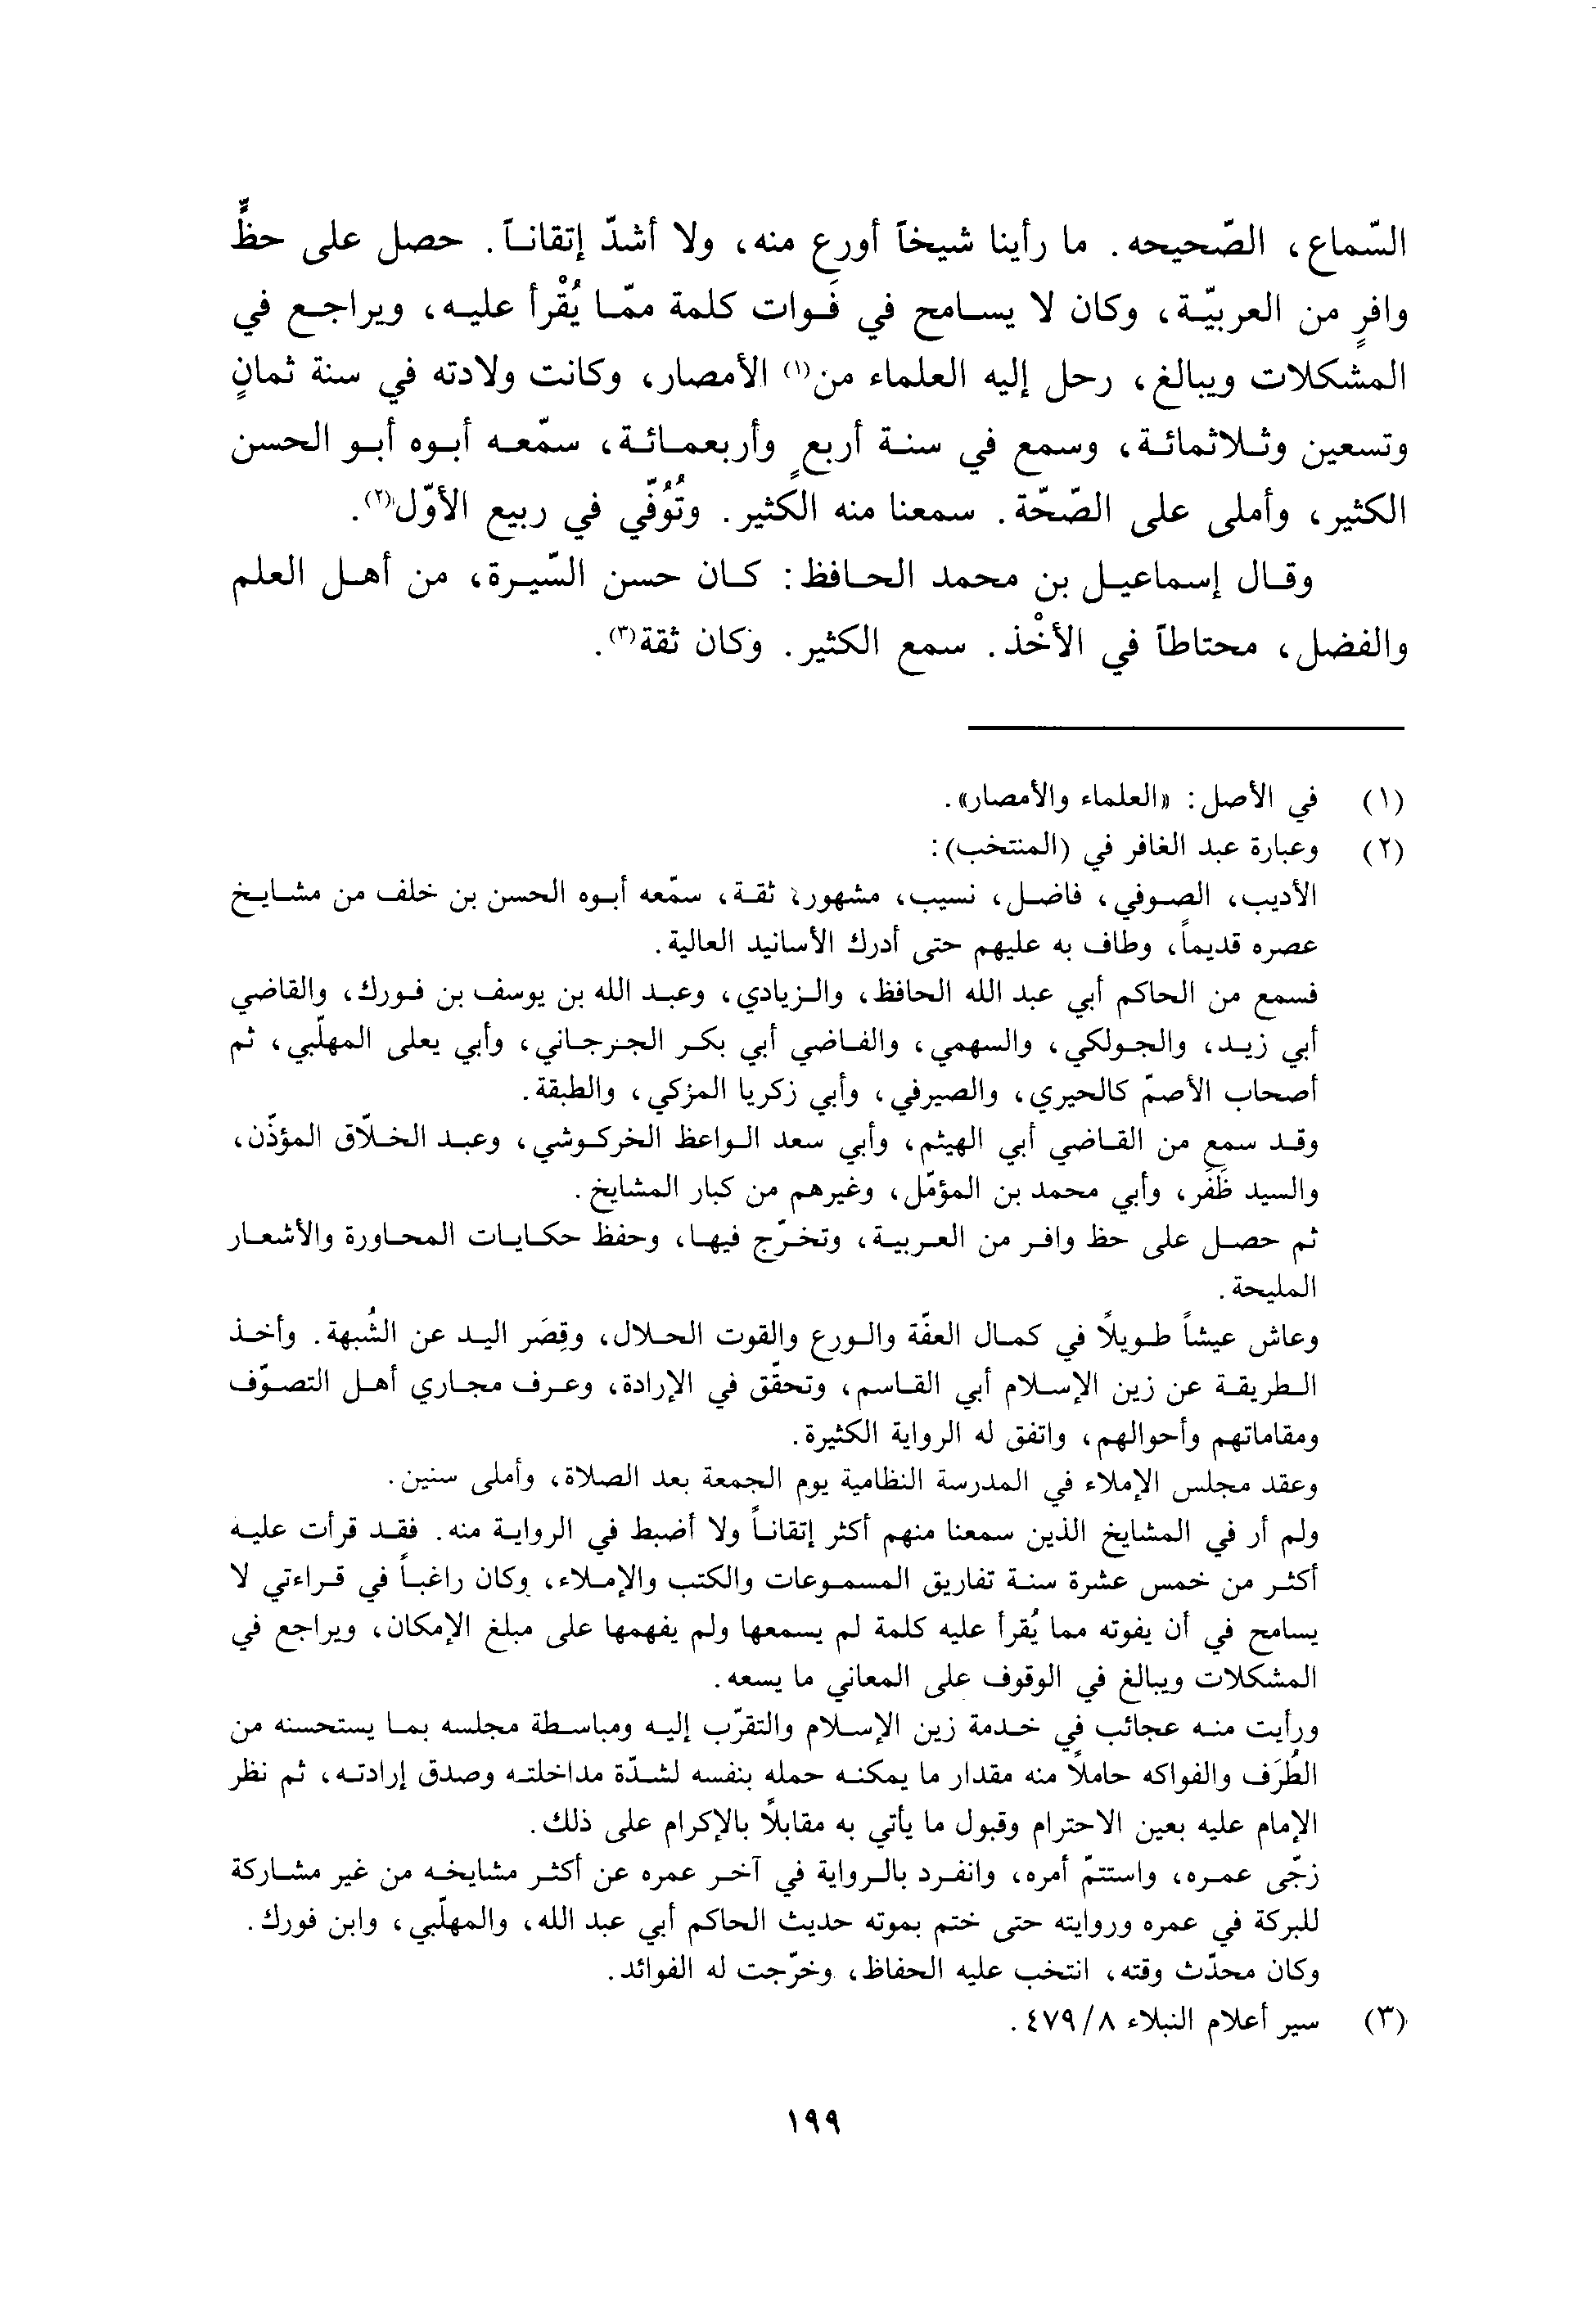 السّماع، الصّحيحه. ما رأينا شيخاً أورع منه، ولا أشدّ إتقاناً. حصل على حظٍّ
وافرٍ من العربيّة، وكان لا يسامح في فَوات كلمة ممّا يُقْرأ عليه، ويراجع في
المشكلات ويبالغ، رحل إليه العلماء من(١) الأمصار، وكانت ولادته في سنة ثمانٍ
وتسعين وثلاثمائة، وسمع في سنة أربعٍ وأربعمائة، سمّعه أبوه أبو الحسن
الكثير، وأملى على الصّحّة. سمعنا منه الكثير. وتُوُفّي في ربيع الأوّل(٢).
وقال إسماعيل بن محمد الحافظ: كان حسن السّيرة، من أهل العلم
والفضل، محتاطاً في الأخْذ. سمع الكثير. وكان ثقة(٣).
(١) في الأصل: «العلماء والأمصار».
(٢) وعبارة عبد الغافر في (المنتخب):
الأديب، الصوفي، فاضل، نسيب، مشهور، ثقة، سمّعه أبوه الحسن بن خلف من مشايخ
عصره قديماً، وطاف به عليهم حتى أدرك الأسانيد العالية.
فسمع من الحاكم أبي عبد الله الحافظ، والزيادي، وعبد الله بن يوسف بن فورك، والقاضي
أبي زيد، والجولكي، والسهمي، والفاضي أبي بكر الجرجاني، وأبي يعلى المهلّبي، ثم
أصحاب الأصمّ كالحيري، والصيرفي، وأبي زكريا المزكي، والطبقة.
وقد سمع من القاضي أبي الهيثم، وأبي سعد الواعظ الخركوشي، وعبد الخلّاق المؤذّن،
والسيد ظَفَر، وأبي محمد بن المؤمّل، وغيرهم من كبار المشايخ.
ثم حصل على حظ وافر من العربية، وتخرّج فيها، وحفظ حكايات المحاورة والأشعار
المليحة.
وعاش عيشاً طويلاً في كمال العفّة والورع والقوت الحلال، وقِصَر اليد عن الشُبهة. وأخذ
الطريقة عن زين الإسلام أبي القاسم، وتحقّق في الإرادة، وعرف مجاري أهل التصوّف
ومقاماتهم وأحوالهم، واتفق له الرواية الكثيرة.
وعقد مجلس الإملاء في المدرسة النظامية يوم الجمعة بعد الصلاة، وأملى سنين.
ولم أر في المشايخ الذين سمعنا منهم أكثر إتقاناً ولا أضبط في الرواية منه. فقد قرأت عليه
أكثر من خمس عشرة سنة تفاريق المسموعات والكتب والإملاء، وكان راغباً في قراءتي لا
يسامح في أن يفوته مما يُقرأ عليه كلمة لم يسمعها ولم يفهمها على مبلغ الإمكان، ويراجع في
المشكلات ويبالغ في الوقوف على المعاني ما يسعه.
ورأيت منه عجائب في خدمة زين الإسلام والتقرّب إليه ومباسطة مجلسه بما يستحسنه من
الطُرَف والفواكه حاملاً منه مقدار ما يمكنه حمله بنفسه لشدّة مداخلته وصدق إرادته، ثم نظر
الإمام عليه بعين الاحترام وقبول ما يأتي به مقابلاً بالإكرام على ذلك.
زجّى عمره، واستتمّ أمره، وانفرد بالرواية في آخر عمره عن أكثر مشايخه من غير مشاركة
للبركة في عمره وروايته حتى ختم بموته حديث الحاكم أبي عبد الله، والمهلّبي، وابن فورك.
وكان محدّث وقته، انتخب عليه الحفاظ، وخرّجت له الفوائد.
(٣) سير أعلام النبلاء ٨/ ٤٧٩.
١٩٩